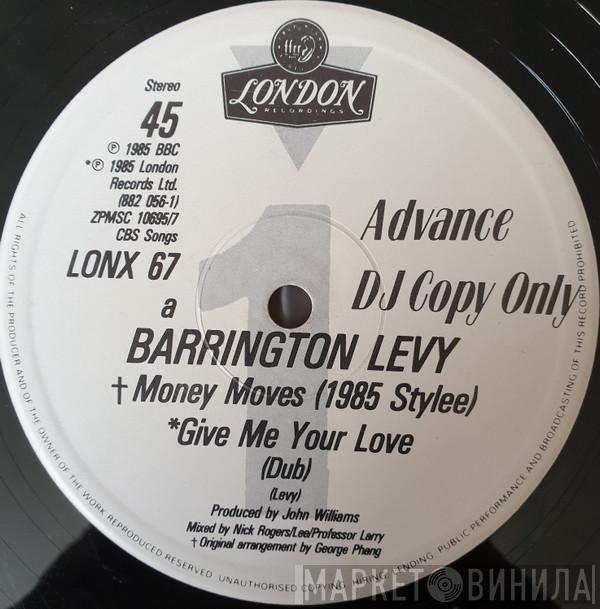 ffrr
LONDON
RECORDINGS
Stereo
45
℗ 1985 BBC
*℗ 1985 London
Records Ltd.
(882 056-1)
ZPMSC 10695/7
CBS Songs
LONX 67
Advance
DJ Copy Only
1
a
BARRINGTON LEVY
† Money Moves (1985 Stylee)
*Give Me Your Love
(Dub)
(Levy)
Produced by John Williams
Mixed by Nick Rogers/Lee/Professor Larry
† Original arrangement by George Phang
ALL RIGHTS OF THE PRODUCER AND OF THE OWNER OF THE WORK REPRODUCED RESERVED UNAUTHORISED COPYING, HIRING, LENDING, PUBLIC PERFORMANCE AND BROADCASTING OF THIS RECORD PROHIBITED
МАРКЕТ ВИНИЛА